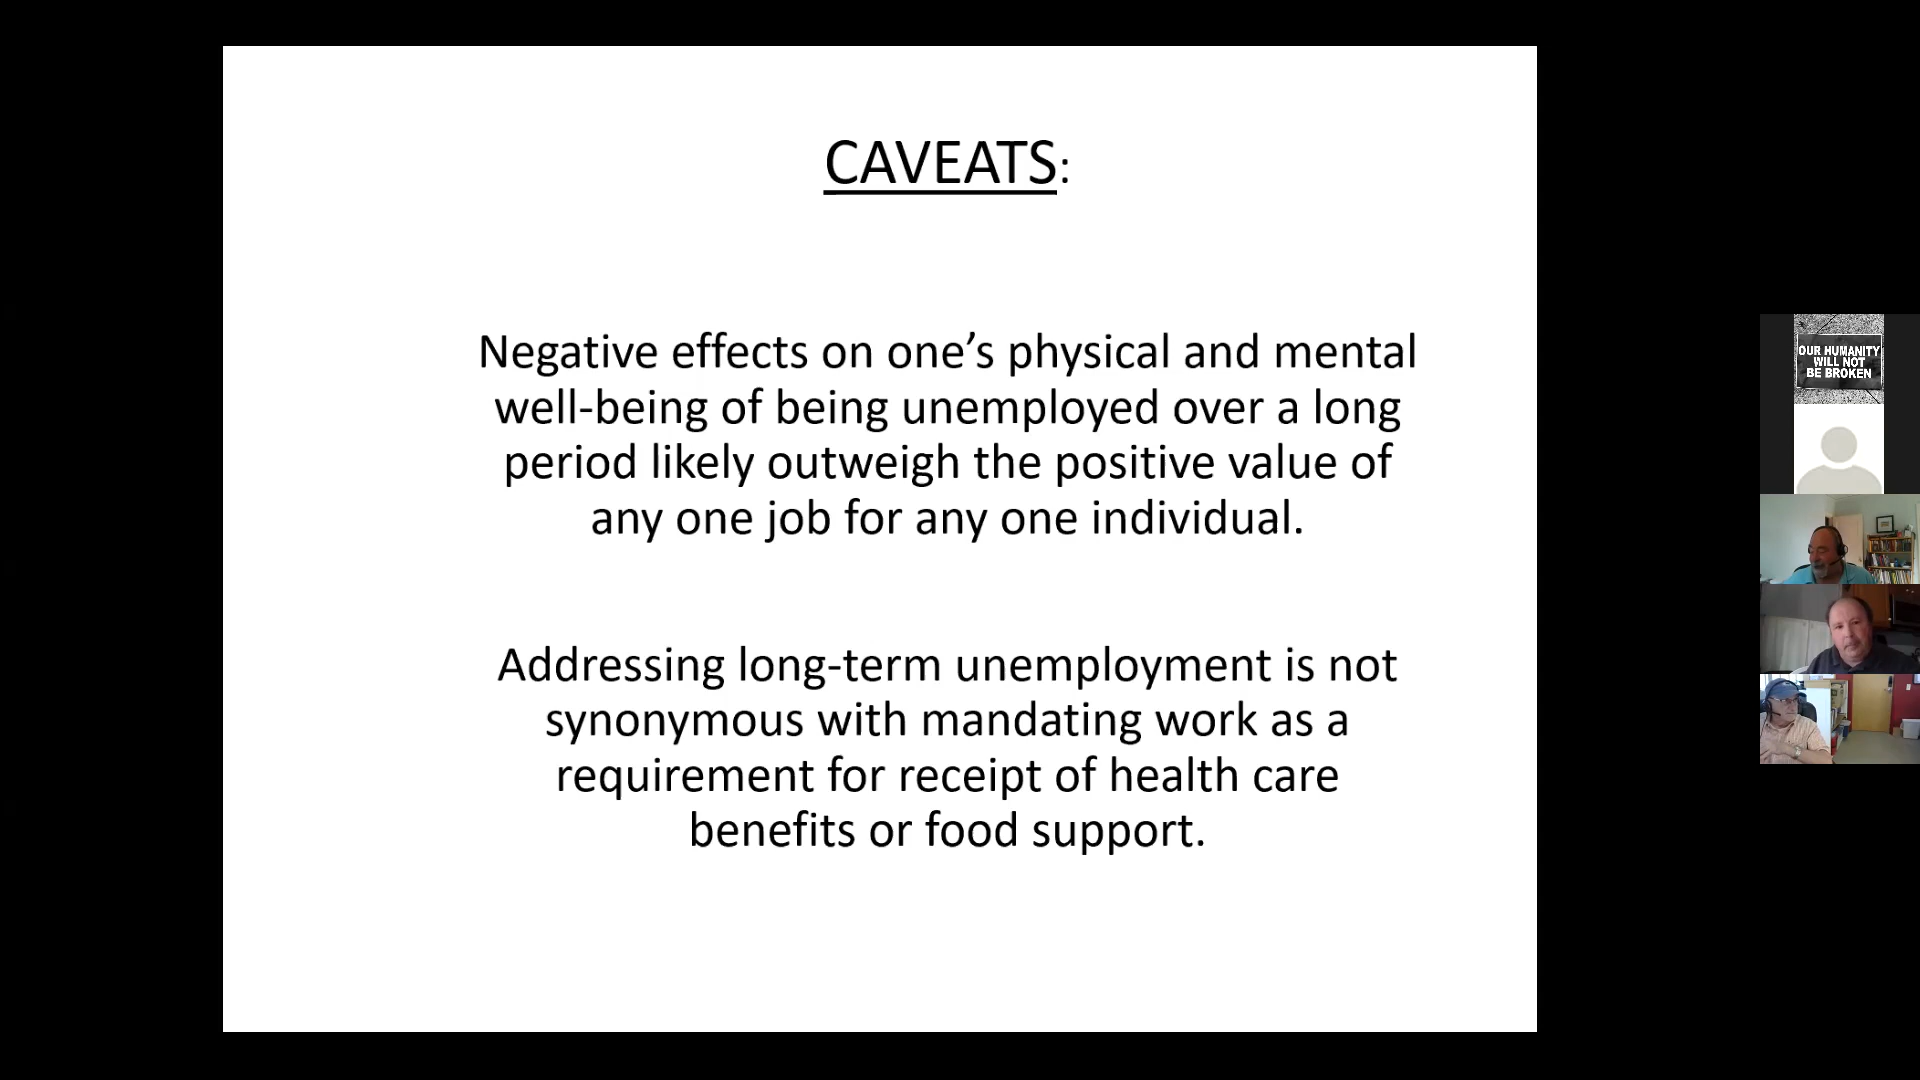 CAVEATS:
Negative effects on one’s physical and mental
well-being of being unemployed over a long
period likely outweigh the positive value of
any one job for any one individual.
Addressing long-term unemployment is not
synonymous with mandating work as a
requirement for receipt of health care
benefits or food support.
OUR HUMANITY
WILL NOT
BE BROKEN